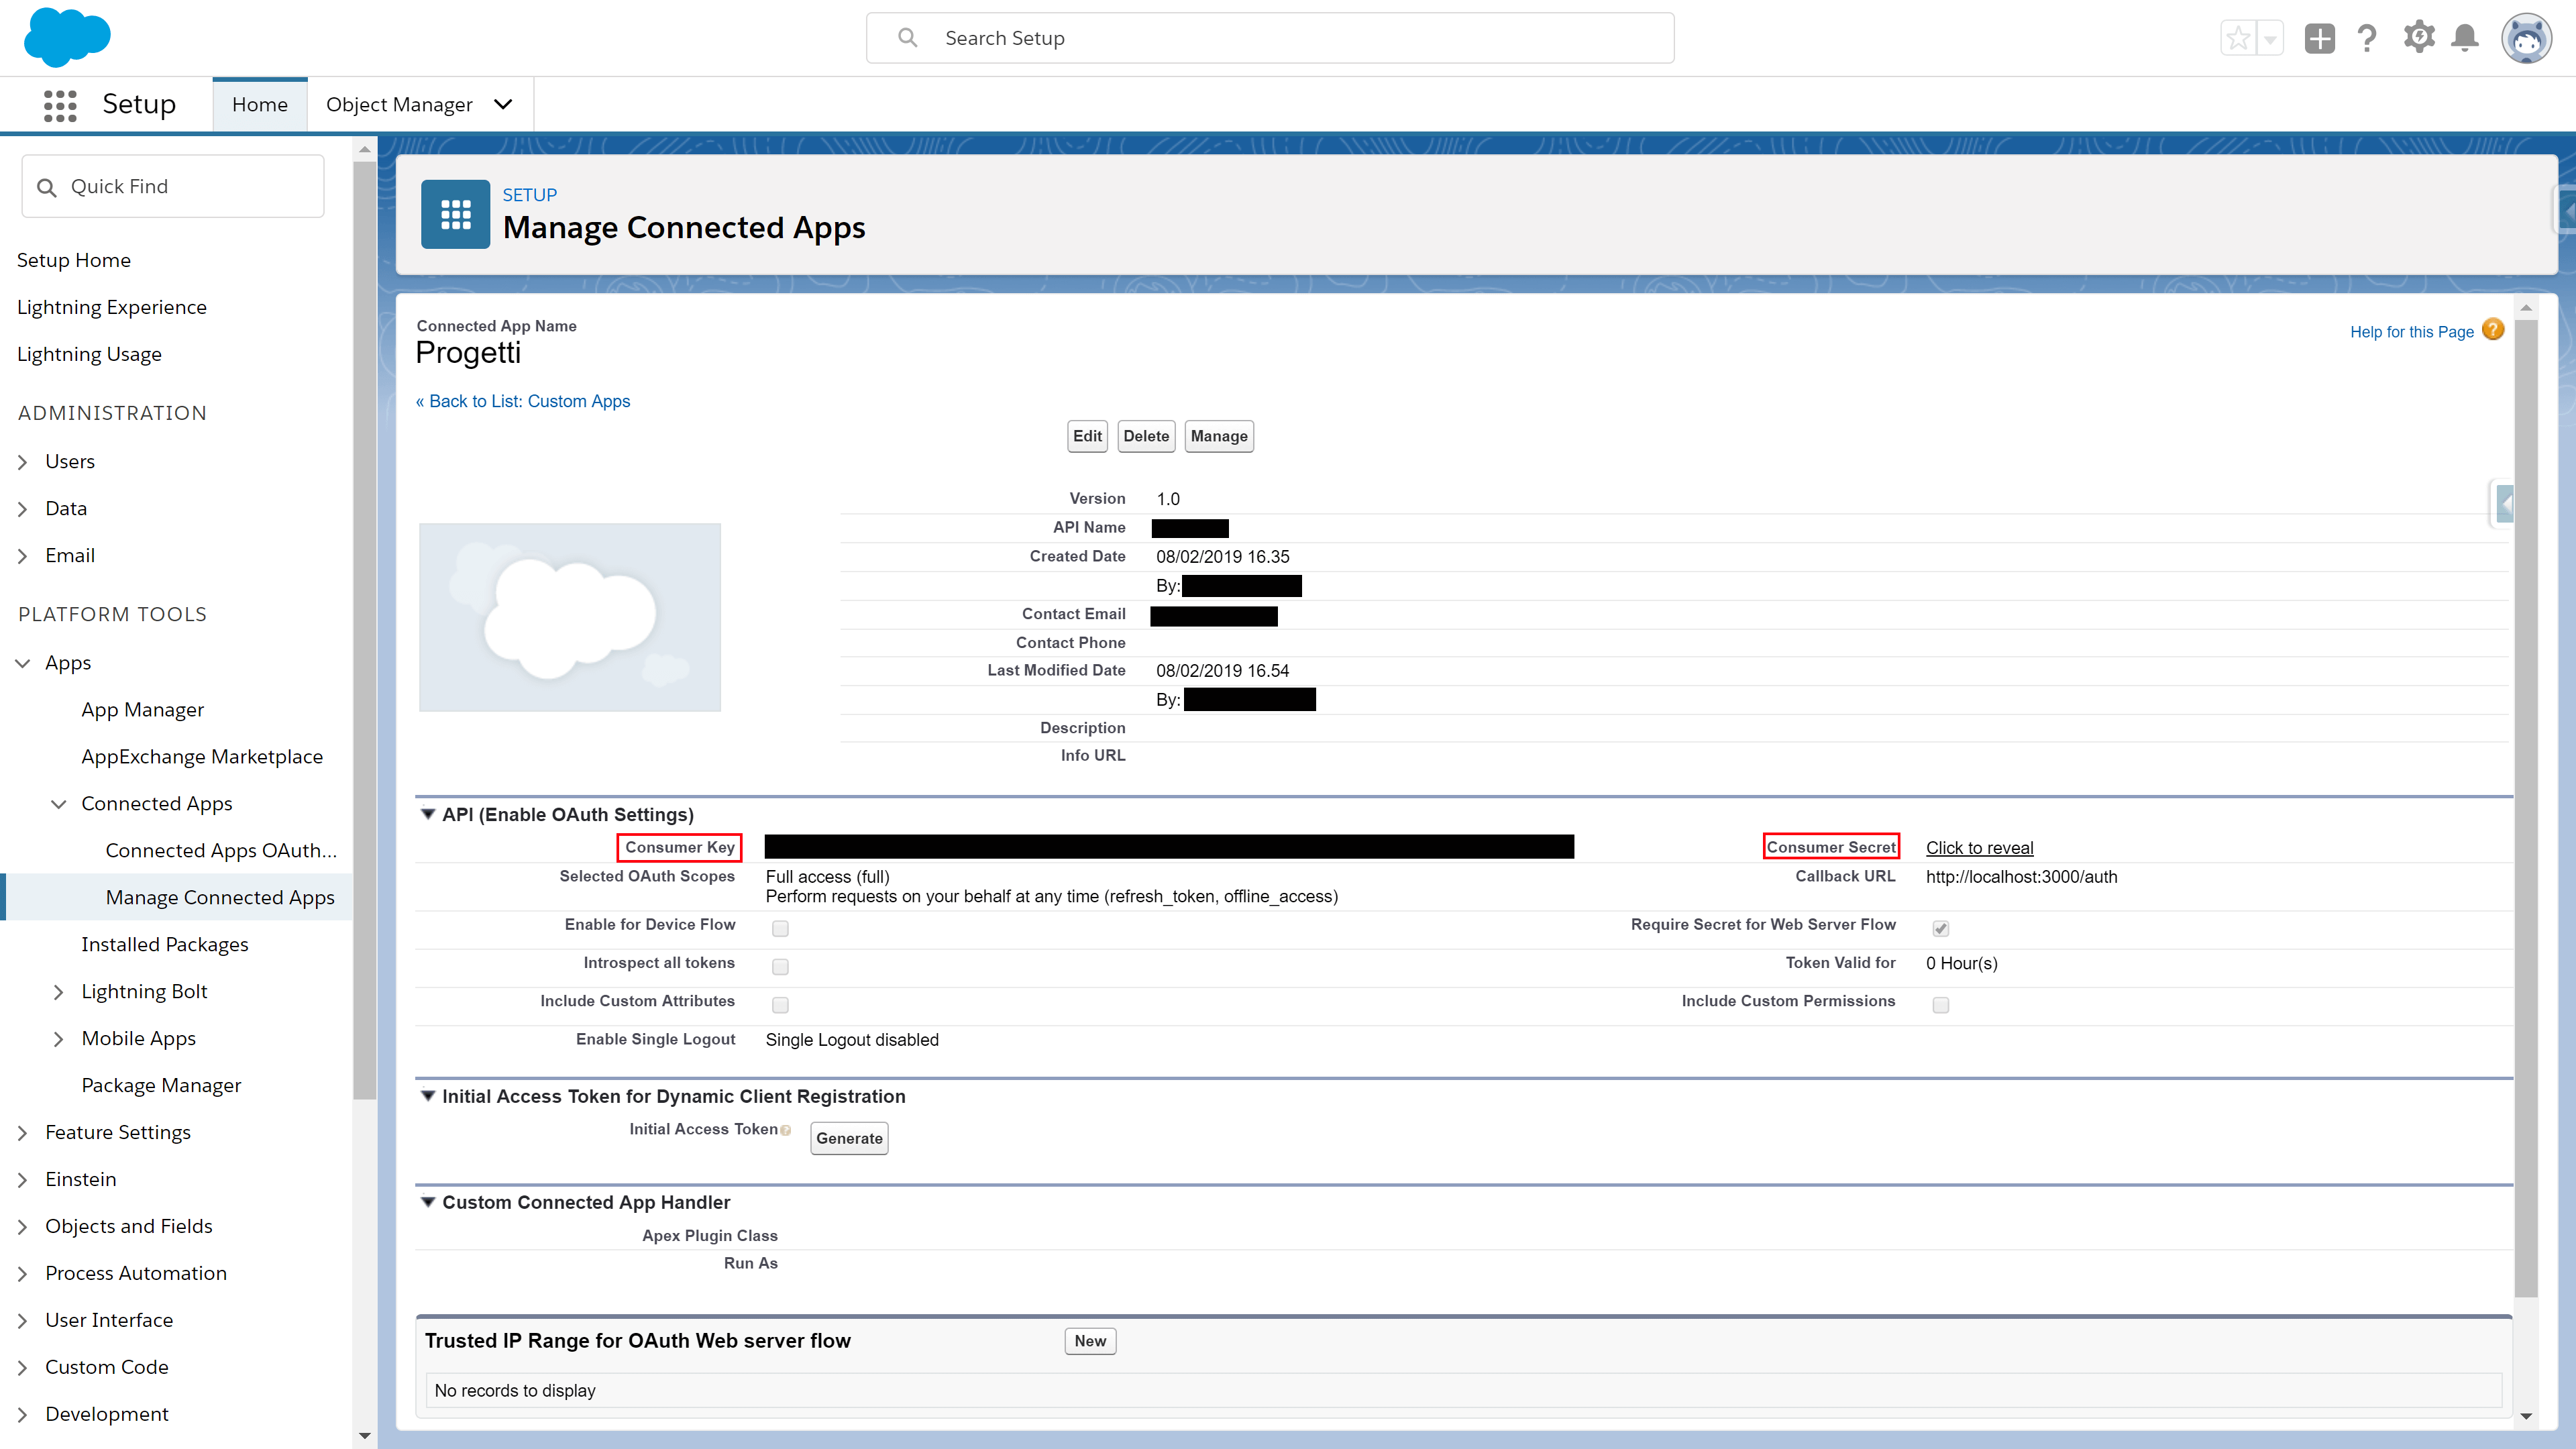 Search Setup
Setup
Home
Object Manager
Quick Find
Setup Home
Lightning Experience
Lightning Usage
ADMINISTRATION
Users
Data
Email
PLATFORM TOOLS
Apps
App Manager
AppExchange Marketplace
Connected Apps
Connected Apps OAuth...
Manage Connected Apps
Installed Packages
Lightning Bolt
Mobile Apps
Package Manager
Feature Settings
Einstein
Objects and Fields
Process Automation
User Interface
Custom Code
Development
SETUP
Manage Connected Apps
Connected App Name
Progetti
Help for this Page
« Back to List: Custom Apps
Edit Delete Manage
Version 1.0
API Name
Created Date 08/02/2019 16.35
By:
Contact Email
Contact Phone
Last Modified Date 08/02/2019 16.54
By:
Description
Info URL
API (Enable OAuth Settings)
Consumer Key Consumer Secret Click to reveal
Selected OAuth Scopes Full access (full) Callback URL http://localhost:3000/auth
Perform requests on your behalf at any time (refresh_token, offline_access)
Enable for Device Flow Require Secret for Web Server Flow
Introspect all tokens Token Valid for 0 Hour(s)
Include Custom Attributes Include Custom Permissions
Enable Single Logout Single Logout disabled
Initial Access Token for Dynamic Client Registration
Initial Access Token Generate
Custom Connected App Handler
Apex Plugin Class
Run As
Trusted IP Range for OAuth Web server flow New
No records to display